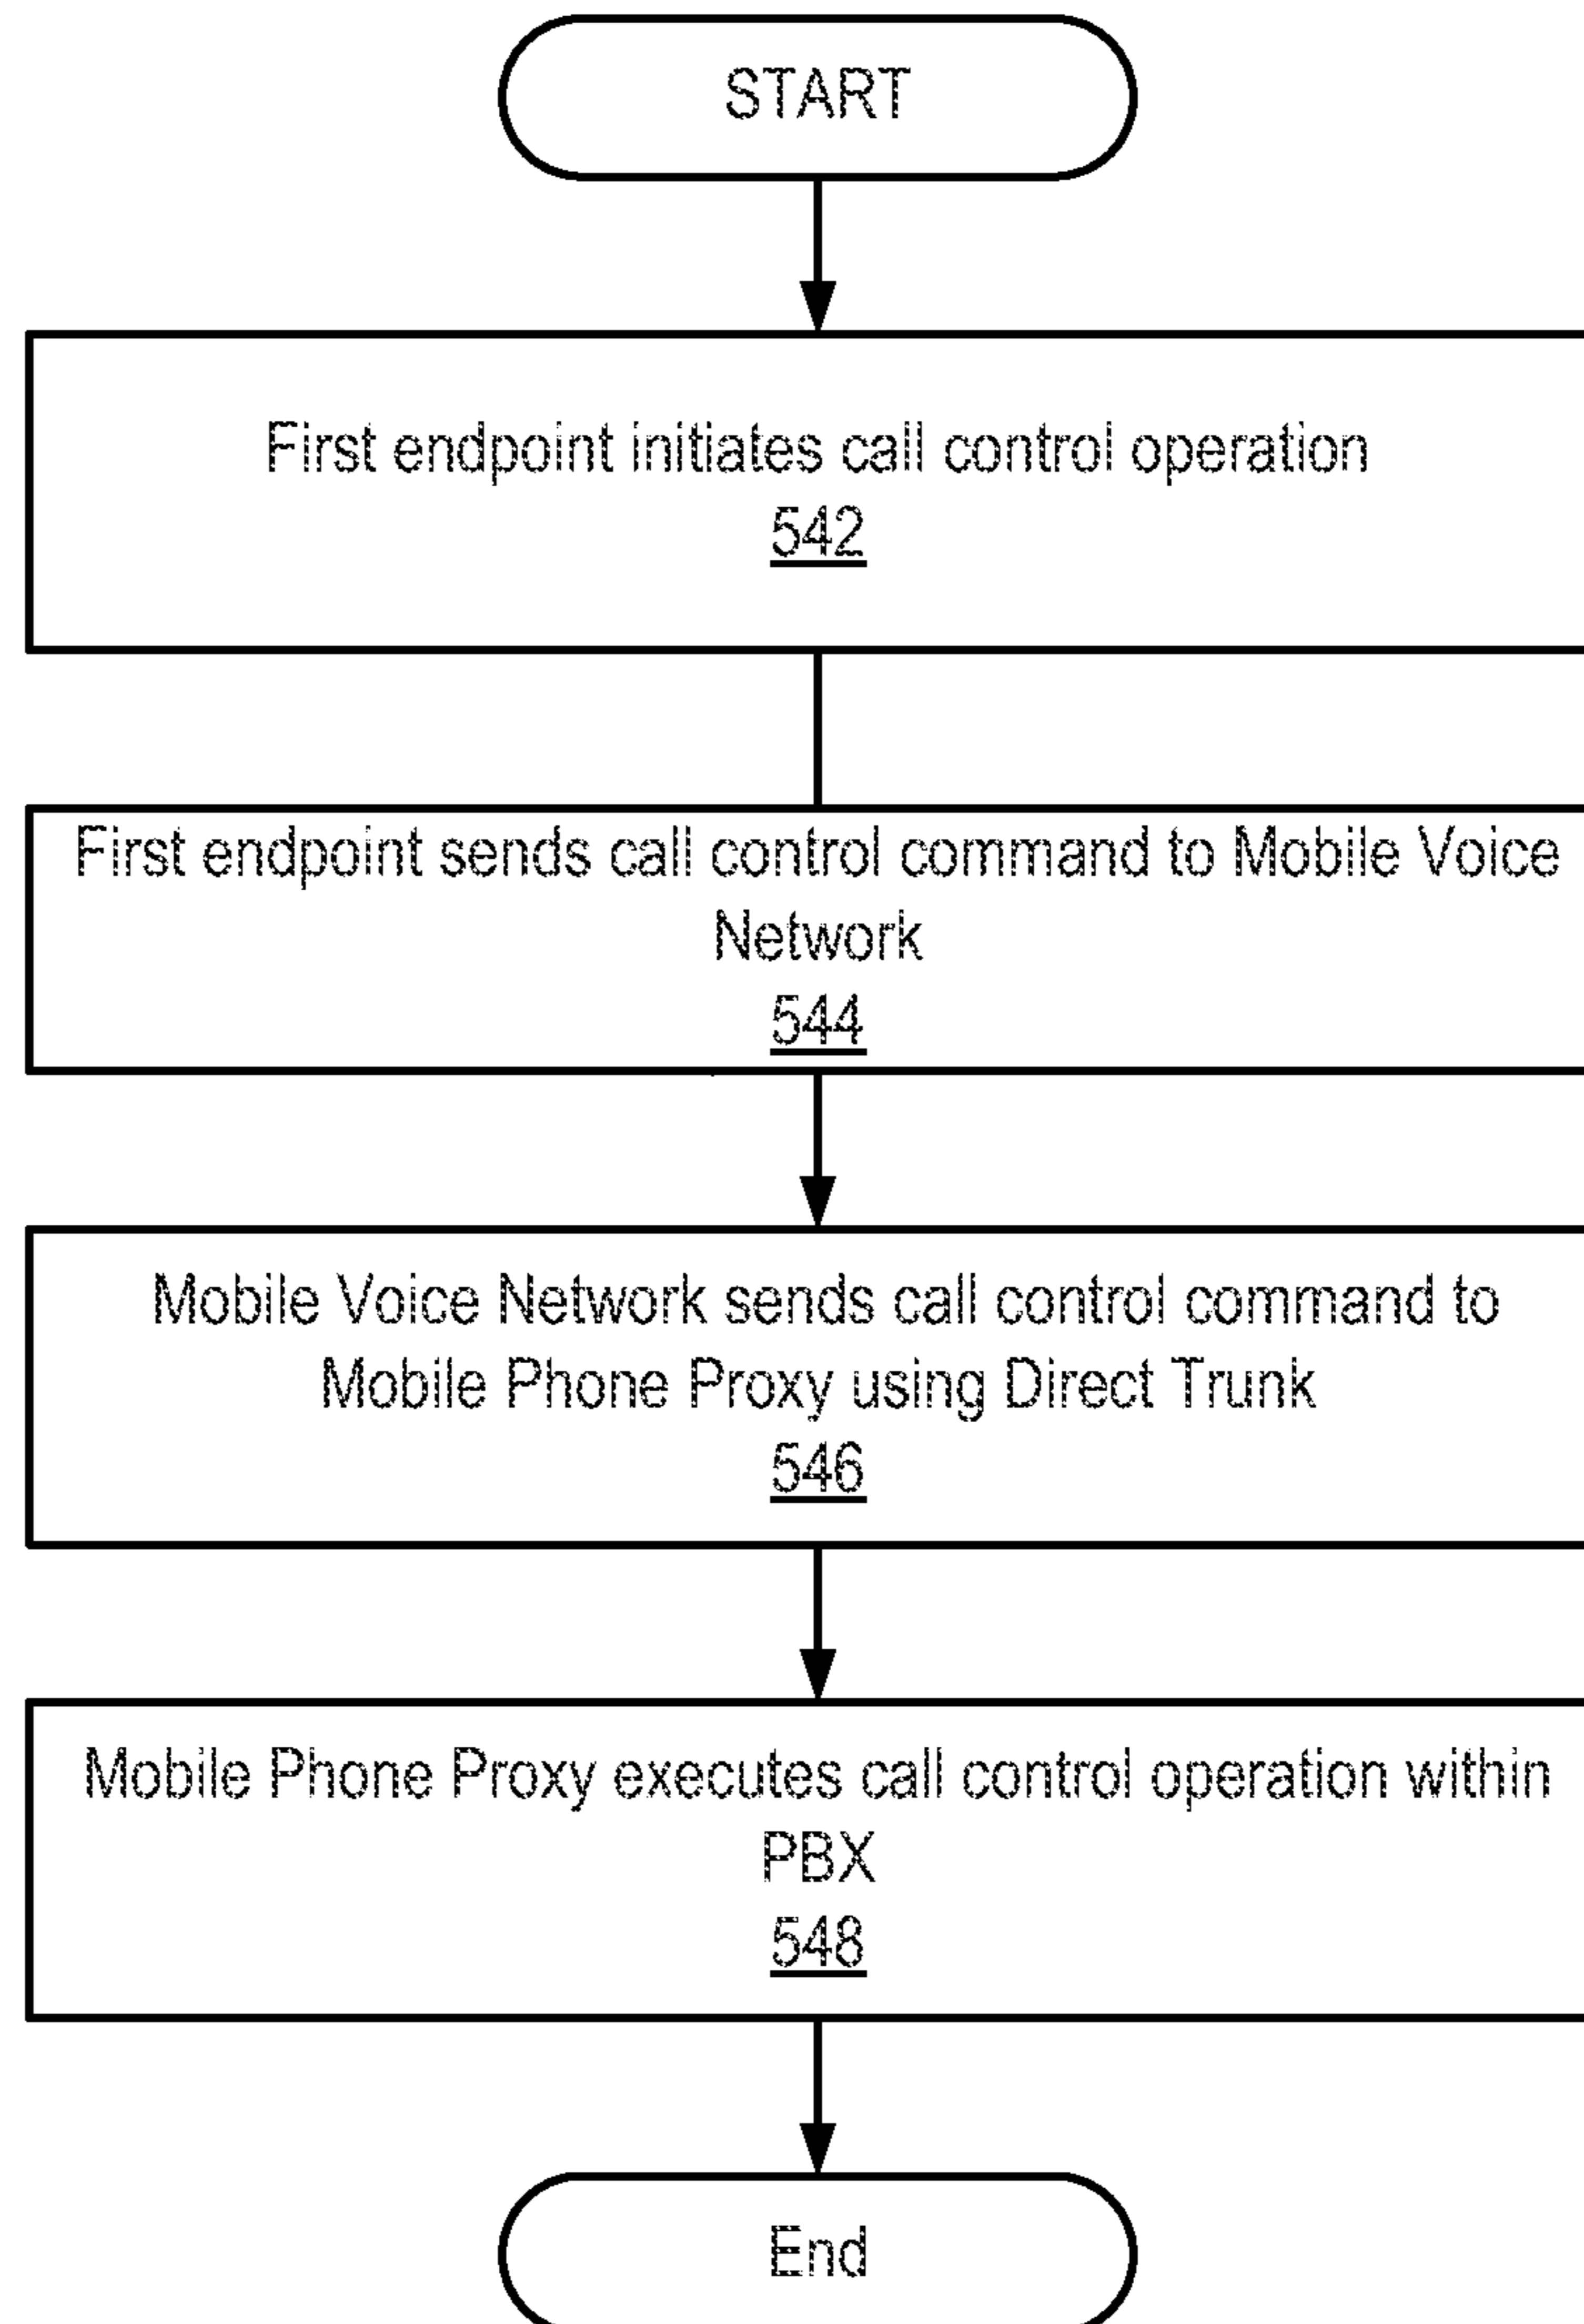 START
First endpoint initiates call control operation
542
First endpoint sends call control command to Mobile Voice
Network
544
Mobile Voice Network sends call control command to
Mobile Phone Proxy using Direct Trunk
546
Mobile Phone Proxy executes call control operation within
PBX
548
End